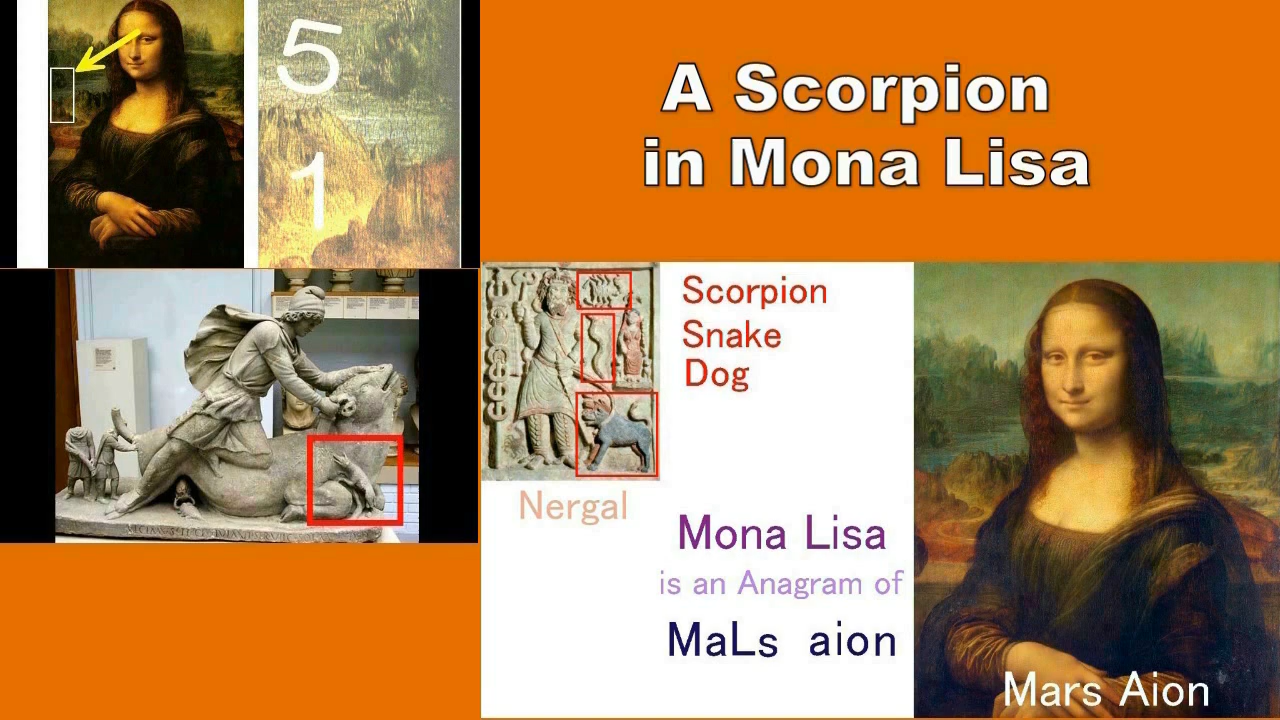 5
1
A Scorpion
in Mona Lisa
Scorpion
Snake
Dog
Nergal
Mona Lisa
is an Anagram of
MaLs aion
Mars Aion